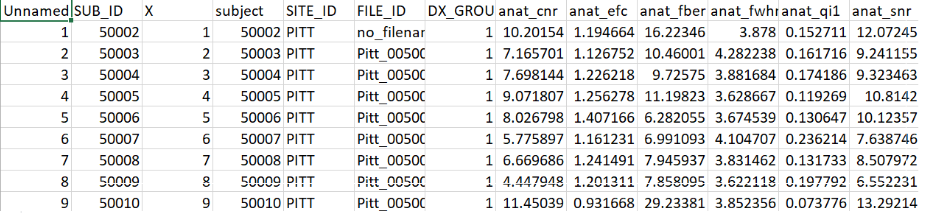 Unnamed SUB_ID X subject SITE_ID FILE_ID DX_GROU anat_cnr anat_efc anat_fber anat_fwhr anat_qi1 anat_snr
1 50002 1 50002 PITT no_filenar 1 10.20154 1.194664 16.22346 3.878 0.152711 12.07245
2 50003 2 50003 PITT Pitt_00500 1 7.165701 1.126752 10.46001 4.282238 0.161716 9.241155
3 50004 3 50004 PITT Pitt_00500 1 7.698144 1.226218 9.72575 3.881684 0.174186 9.323463
4 50005 4 50005 PITT Pitt_00500 1 9.071807 1.256278 11.19823 3.628667 0.119269 10.8142
5 50006 5 50006 PITT Pitt_00500 1 8.026798 1.407166 6.282055 3.674539 0.130647 10.12357
6 50007 6 50007 PITT Pitt_00500 1 5.775897 1.161231 6.991093 4.104707 0.236214 7.638746
7 50008 7 50008 PITT Pitt_00500 1 6.669686 1.241491 7.945937 3.831462 0.131733 8.507972
8 50009 8 50009 PITT Pitt_00500 1 4.447948 1.201311 7.858095 3.622118 0.197792 6.552231
9 50010 9 50010 PITT Pitt_00500 1 11.45039 0.931668 29.23381 3.852356 0.073776 13.29214